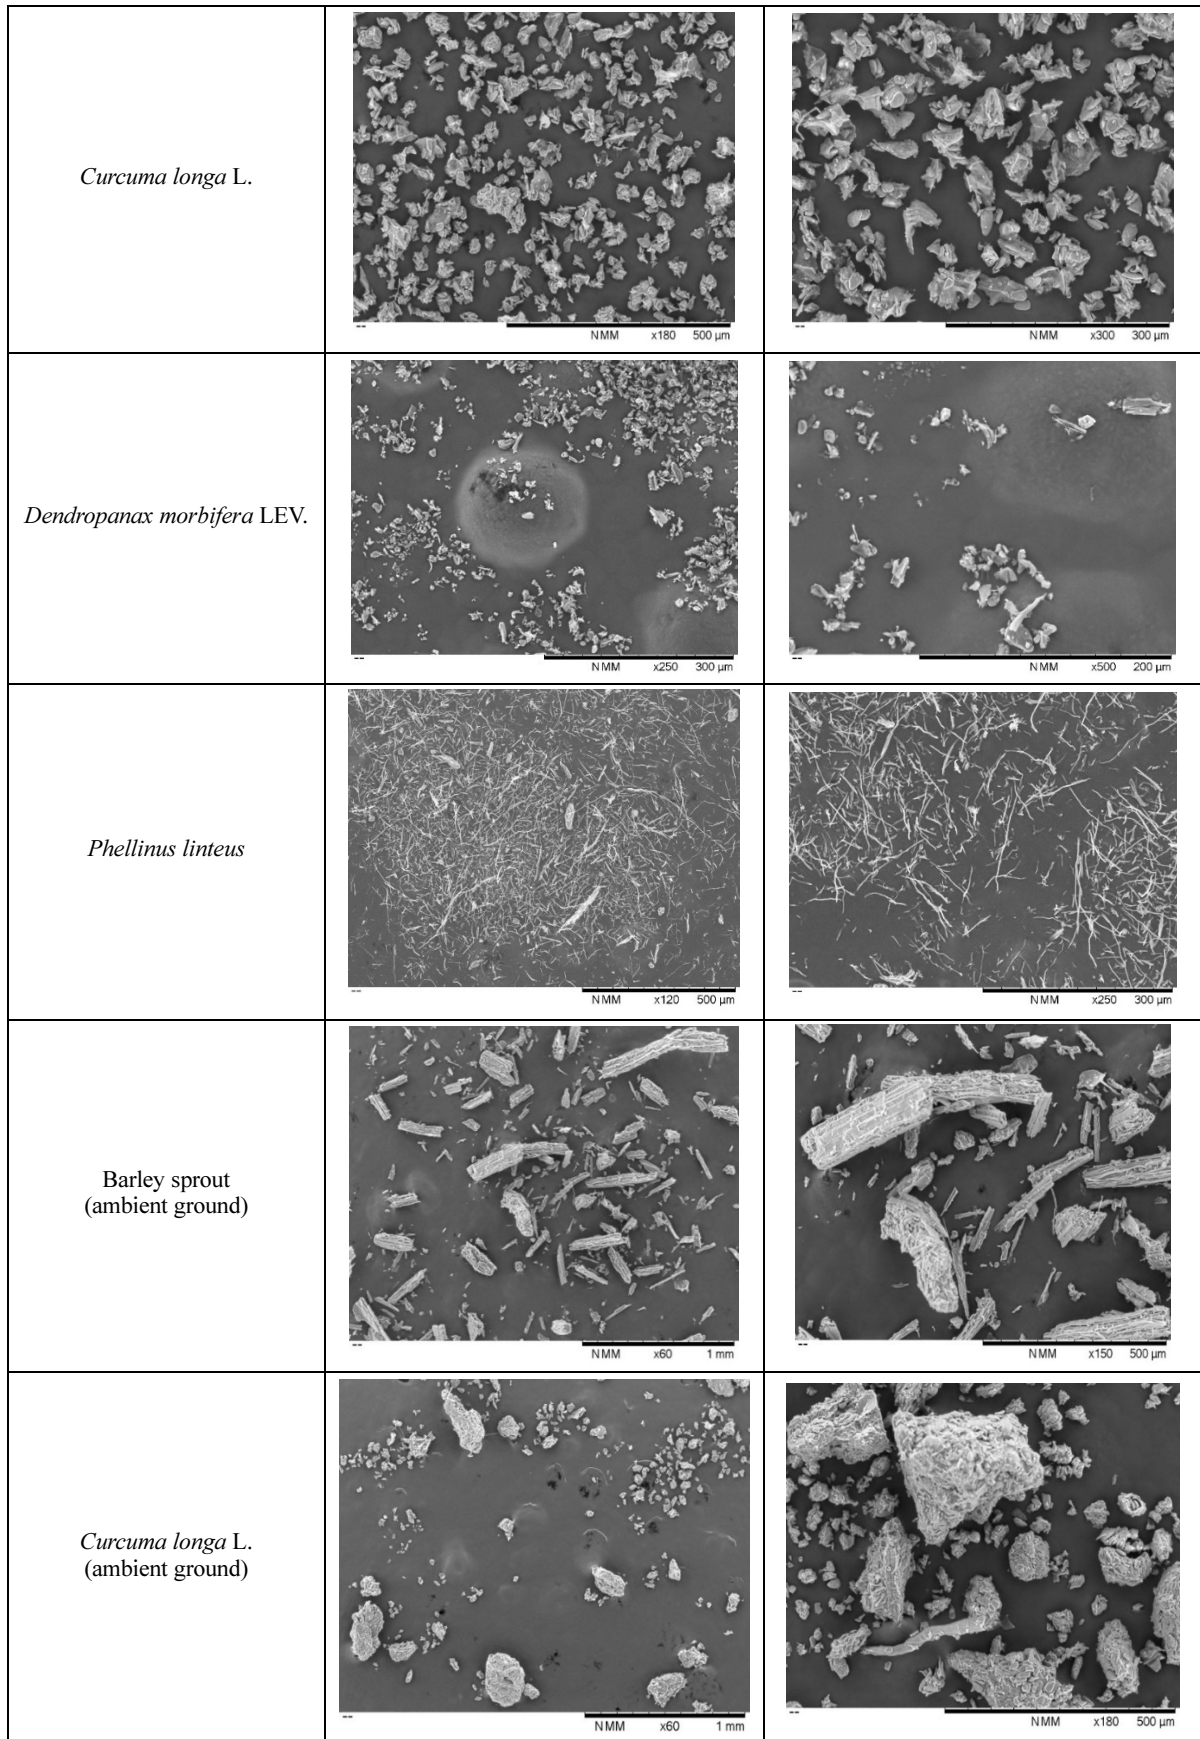 Curcuma longa L.
NMM x180 500 µm
NMM x300 300 µm
Dendropanax morbifera LEV.
NMM x250 300 µm
NMM x500 200 µm
Phellinus linteus
NMM x120 500 µm
NMM x250 300 µm
Barley sprout
(ambient ground)
NMM x60 1 mm
NMM x150 500 µm
Curcuma longa L.
(ambient ground)
NMM x60 1 mm
NMM x180 500 µm